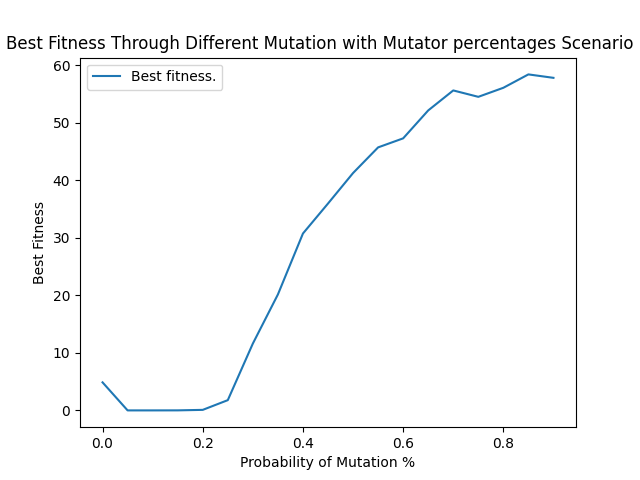 Best Fitness Through Different Mutation with Mutator percentages Scenario
Best fitness.
Best Fitness
60
50
40
30
20
10
0
0.0 0.2 0.4 0.6 0.8
Probability of Mutation %